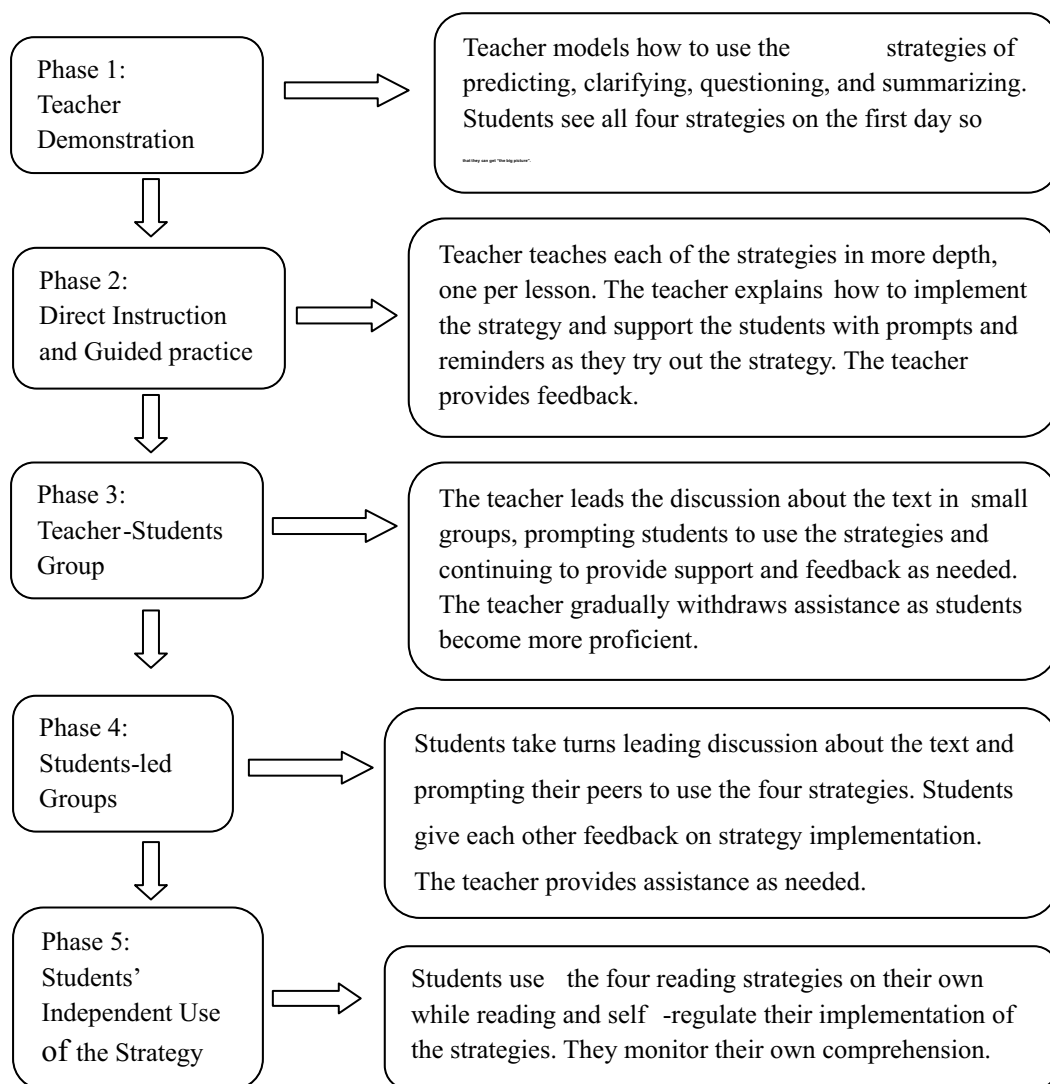 Phase 1:
Teacher
Demonstration
Teacher models how to use the strategies of
predicting, clarifying, questioning, and summarizing.
Students see all four strategies on the first day so
that they can get "the big picture".
Phase 2:
Direct Instruction
and Guided practice
Teacher teaches each of the strategies in more depth,
one per lesson. The teacher explains how to implement
the strategy and support the students with prompts and
reminders as they try out the strategy. The teacher
provides feedback.
Phase 3:
Teacher-Students
Group
The teacher leads the discussion about the text in small
groups, prompting students to use the strategies and
continuing to provide support and feedback as needed.
The teacher gradually withdraws assistance as students
become more proficient.
Phase 4:
Students-led
Groups
Students take turns leading discussion about the text and
prompting their peers to use the four strategies. Students
give each other feedback on strategy implementation.
The teacher provides assistance as needed.
Phase 5:
Students’
Independent Use
of the Strategy
Students use the four reading strategies on their own
while reading and self -regulate their implementation of
the strategies. They monitor their own comprehension.